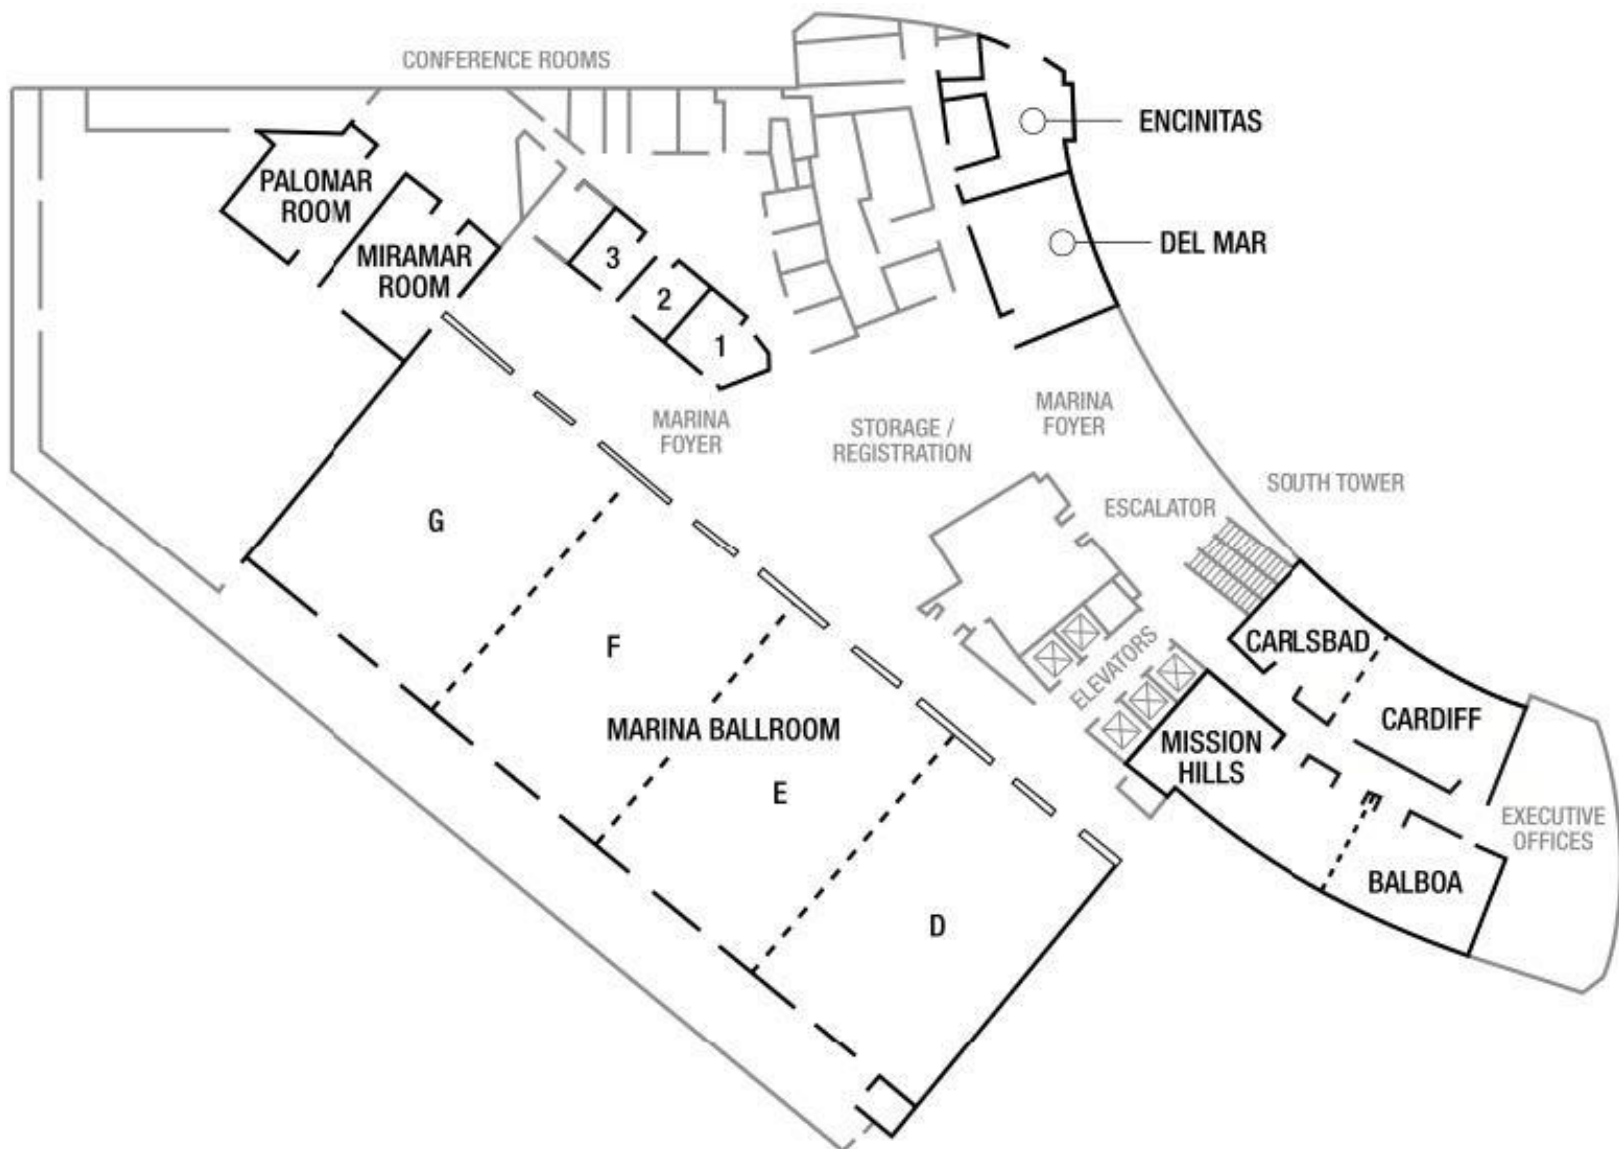 CONFERENCE ROOMS
ENCINITAS
PALOMAR
ROOM
DEL MAR
MIRAMAR
ROOM
3
2
1
MARINA
FOYER
STORAGE /
REGISTRATION
MARINA
FOYER
SOUTH TOWER
ESCALATOR
G
F
CARLSBAD
ELEVATORS
CARDIFF
MARINA BALLROOM
MISSION
HILLS
E
EXECUTIVE
OFFICES
BALBOA
D